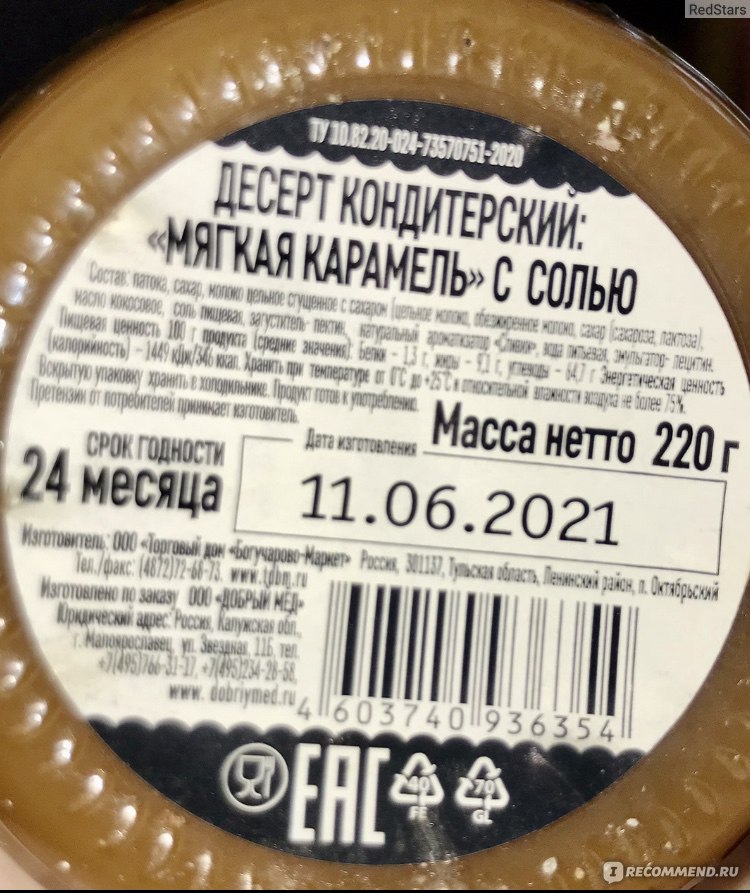 RedStars
ТУ 10.82.20-024-73570751-2020
ДЕСЕРТ КОНДИТЕРСКИЙ:
«МЯГКАЯ КАРАМЕЛЬ» С СОЛЬЮ
Состав: патока, сахар, молоко цельное сгущенное с сахаром (цельное молоко, обезжиренное молоко, сахар (сахароза, лактоза),
масло кокосовое, соль пищевая, загуститель- пектин, натуральный ароматизатор «Сливки», вода питьевая, эмульгатор- лецитин.
Пищевая ценность 100 г продукта (средние значения): Белки – 1,3 г, жиры – 9,1 г, углеводы – 64,7 г Энергетическая ценность
(калорийность) – 1449 кДж/346 ккал. Хранить при температуре от 0°C до +25°C и относительной влажности воздуха не более 75%.
Вскрытую упаковку хранить в холодильнике. Продукт готов к употреблению.
Претензии от потребителей принимает изготовитель.
Масса нетто 220 г
СРОК ГОДНОСТИ
24 месяца
Дата изготовления
11.06.2021
Изготовитель: ООО «Торговый дом «Богучарово-Маркет» Россия, 301137, Тульская область, Ленинский район, п. Октябрьский
Тел./факс: (4872)72-68-73. www.tdbm.ru
Изготовлено по заказу ООО «ДОБРЫЙ МЕД»
Юридический адрес: Россия, Калужская обл.,
г. Малоярославец, ул. Звездная, 11Б, тел.
+7(495)766-31-17, +7(495)234-28-58,
www. dobriymed.ru
4 603740 936354
EAC
40
FE
70
GL
IRECOMMEND.RU